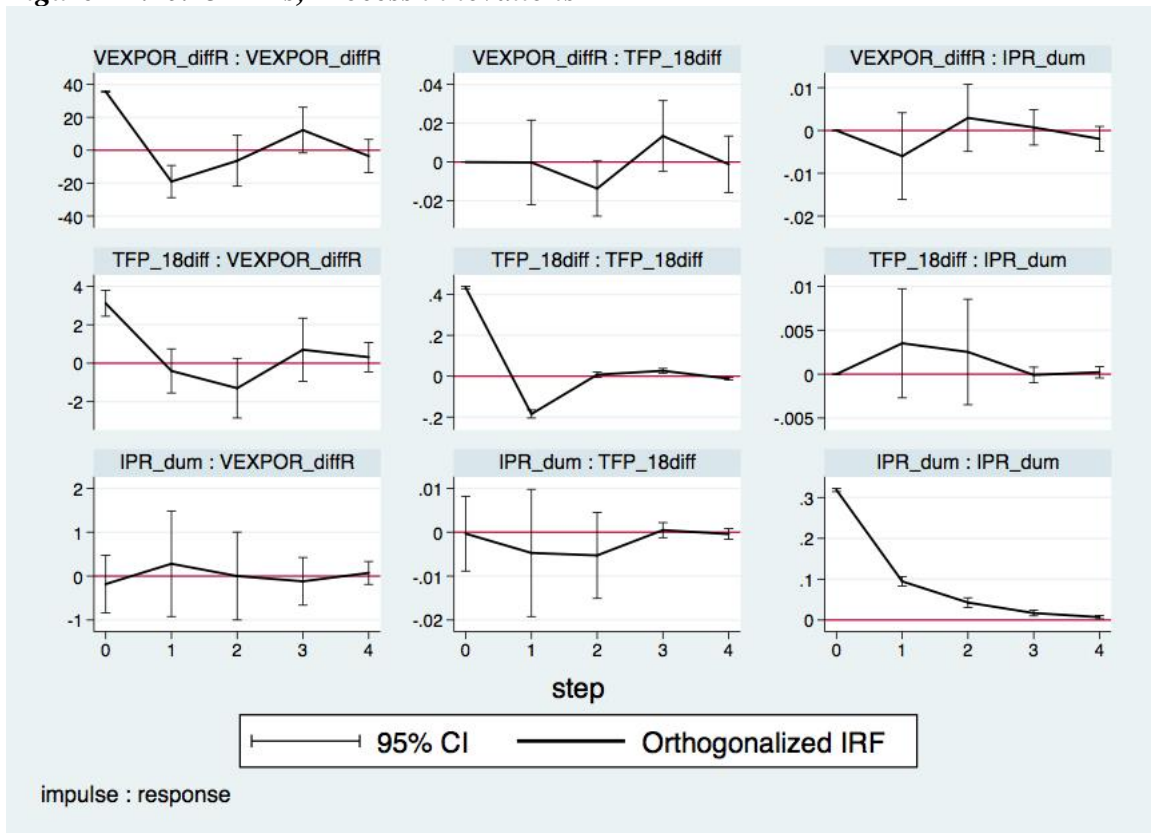 VEXPOR_diffR : VEXPOR_diffR VEXPOR_diffR : TFP_18diff VEXPOR_diffR : IPR_dum
40 20 0 -20 -40
.04 .02 0 -.02
.01 0 -.01 -.02
TFP_18diff : VEXPOR_diffR TFP_18diff : TFP_18diff TFP_18diff : IPR_dum
4 2 0 -2
.4 .2 0 -.2
.01 .005 0 -.005
IPR_dum : VEXPOR_diffR IPR_dum : TFP_18diff IPR_dum : IPR_dum
2 1 0 -1
.01 0 -.01 -.02
.3 .2 .1 0
0 1 2 3 4 0 1 2 3 4 0 1 2 3 4
step
95% CI Orthogonalized IRF
impulse : response